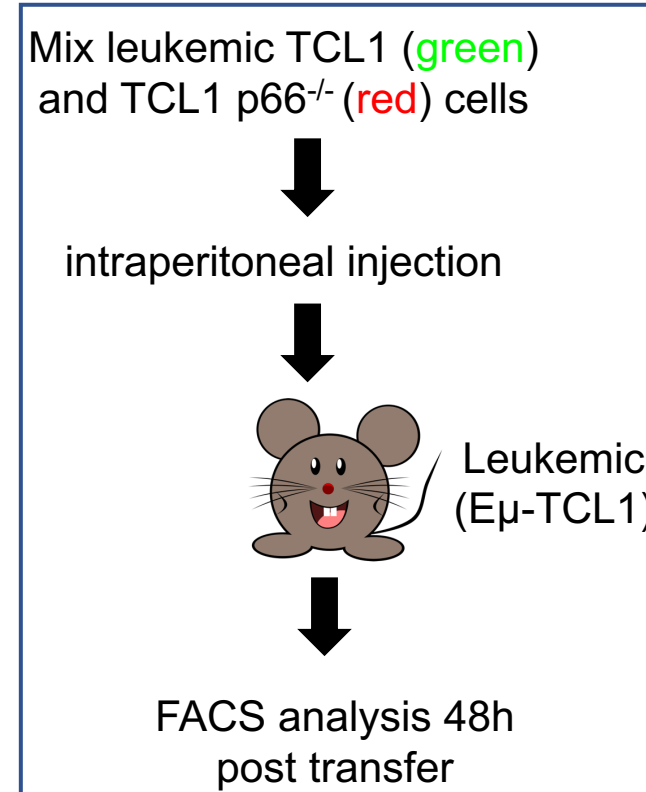 Mix leukemic TCL1 (green)
and TCL1 p66-/- (red) cells
intraperitoneal injection
Leukemic
(Eμ-TCL1)
FACS analysis 48h
post transfer